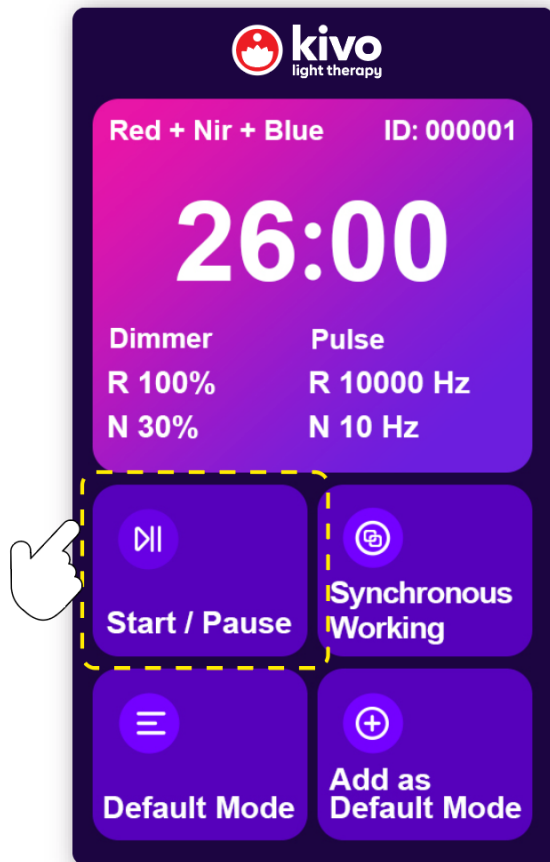 kivo
light therapy
Red + Nir + Blue ID: 000001
26:00
Dimmer Pulse
R 100% R 10000 Hz
N 30% N 10 Hz
Start / Pause
Synchronous
Working
Default Mode
Add as
Default Mode